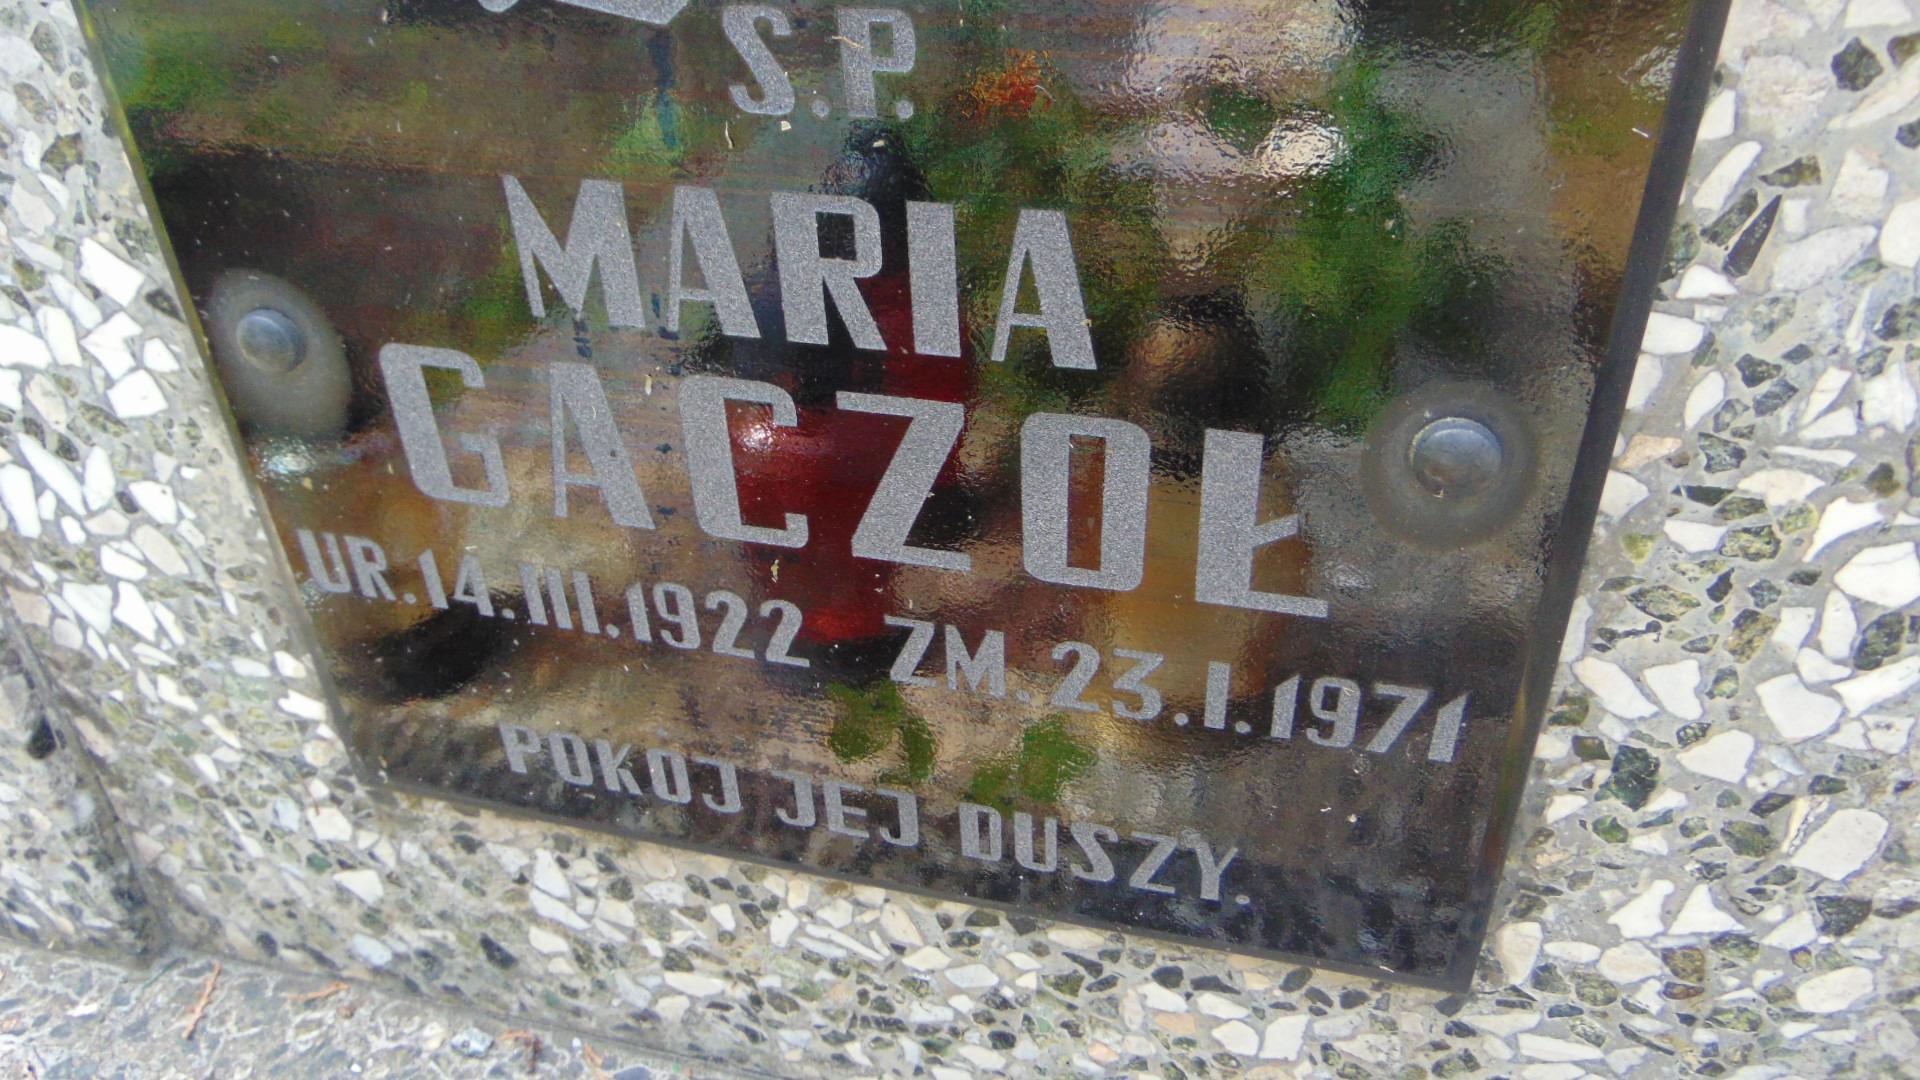 S.P.
MARIA
GACZOŁ
UR.14.III.1922 ZM.23.I.1971
POKOJ JEJ DUSZY.